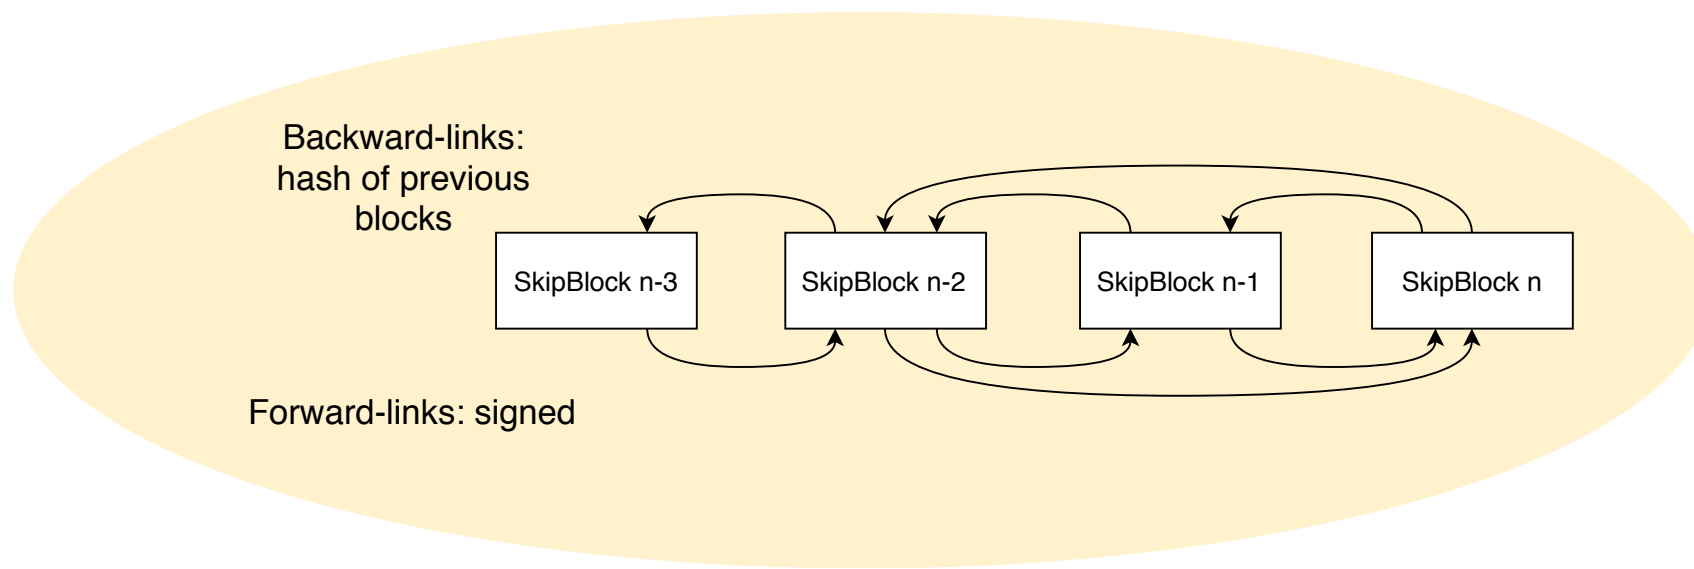 Backward-links:
hash of previous
blocks
SkipBlock n-3
SkipBlock n-2
SkipBlock n-1
SkipBlock n
Forward-links: signed